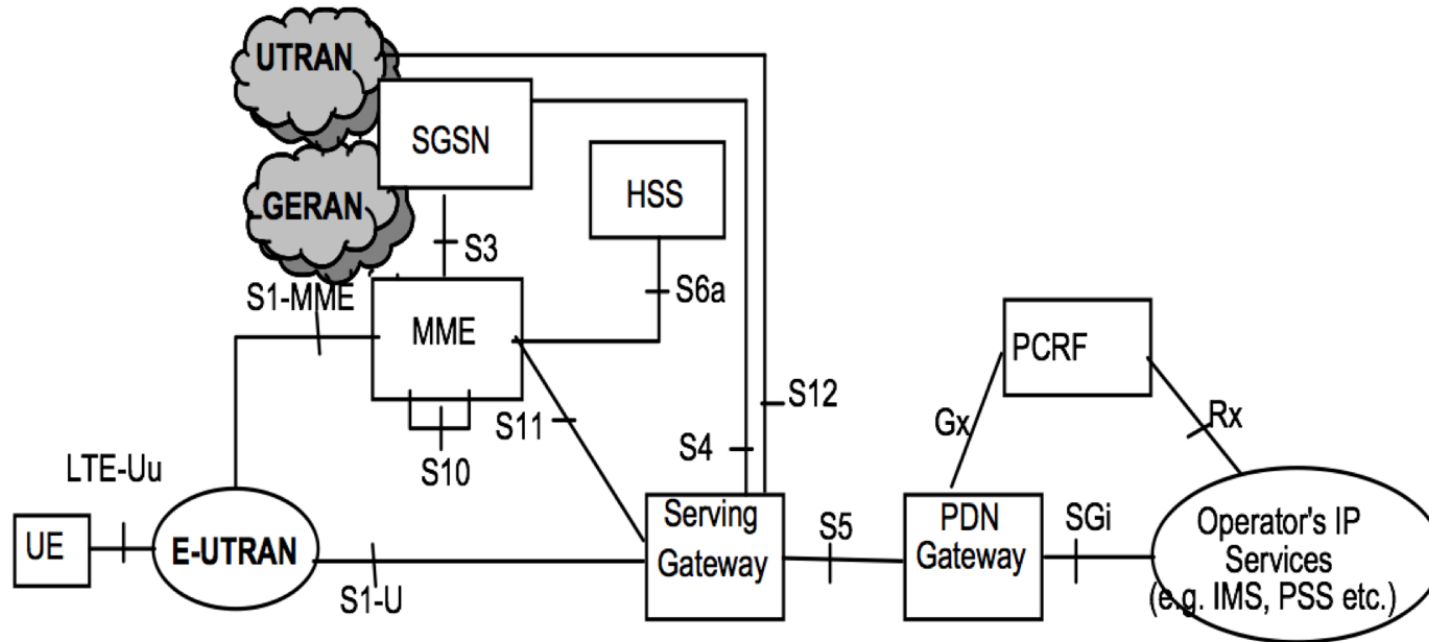 UTRAN
SGSN
HSS
GERAN
S3
S1-MME
S6a
MME
PCRF
S12
S11
Gx
Rx
S4
S10
LTE-Uu
Serving
Gateway
S5
PDN
Gateway
SGi
Operator's IP
Services
(e.g. IMS, PSS etc.)
UE
E-UTRAN
S1-U